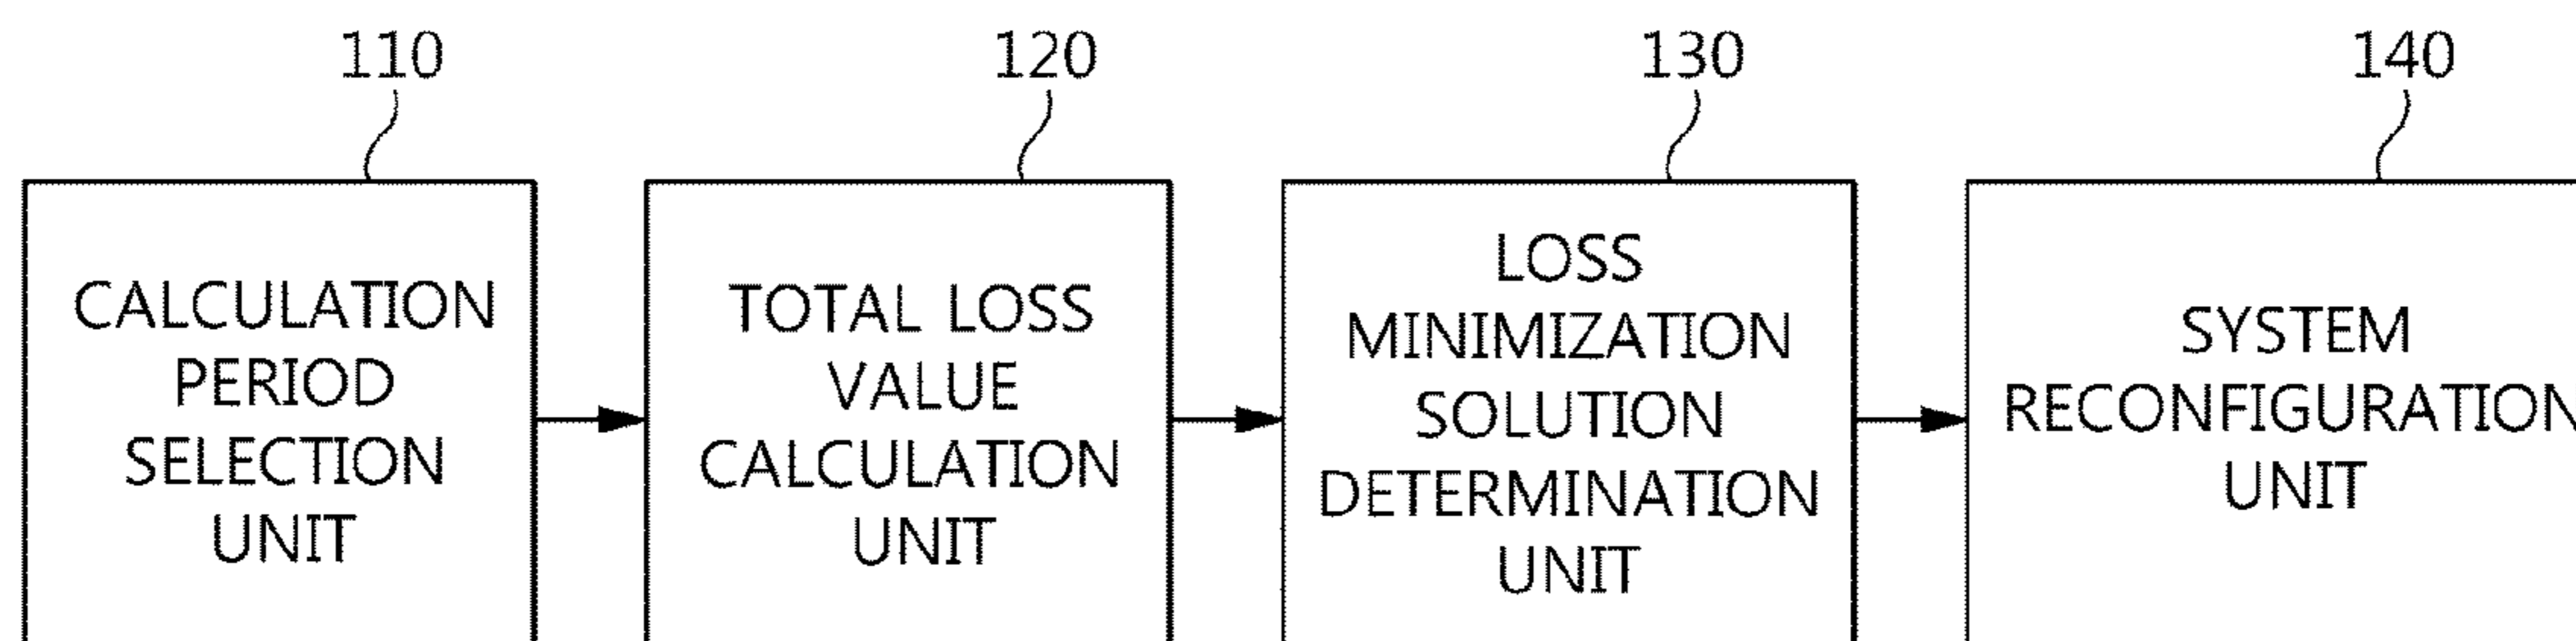 110
120
130
140
CALCULATION
PERIOD
SELECTION
UNIT
TOTAL LOSS
VALUE
CALCULATION
UNIT
LOSS
MINIMIZATION
SOLUTION
DETERMINATION
UNIT
SYSTEM
RECONFIGURATION
UNIT